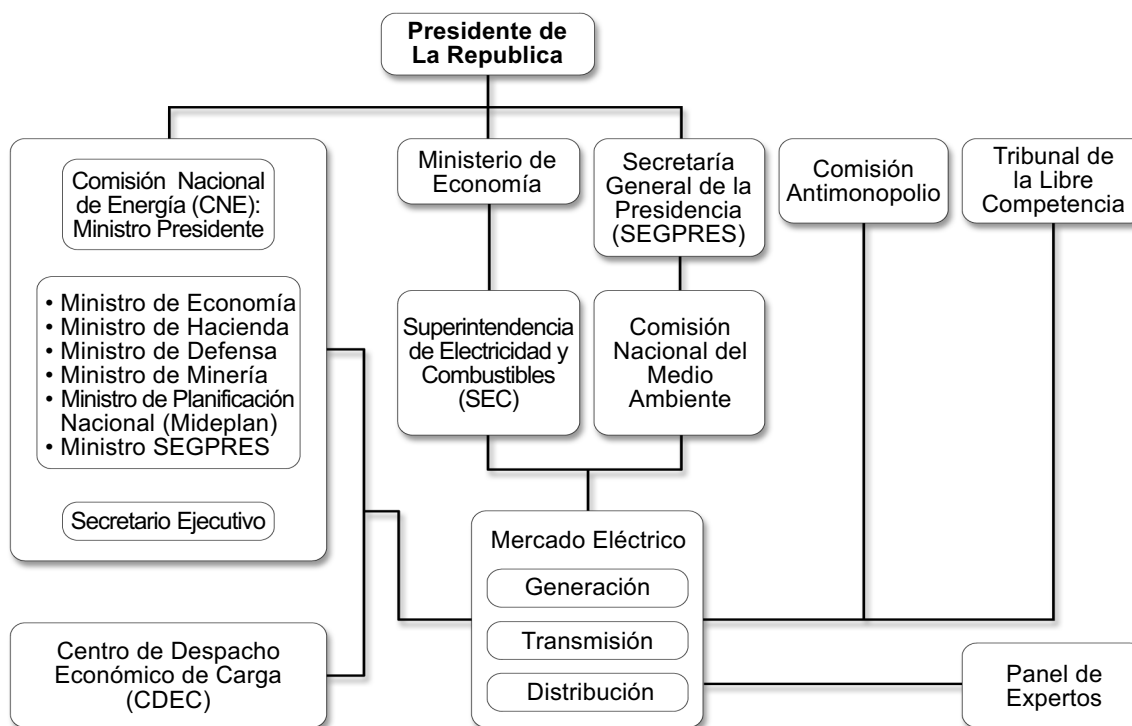 Presidente de
La Republica
Comisión Nacional
de Energía (CNE):
Ministro Presidente
• Ministro de Economía
• Ministro de Hacienda
• Ministro de Defensa
• Ministro de Minería
• Ministro de Planificación
Nacional (Mideplan)
• Ministro SEGPRES
Secretario Ejecutivo
Ministerio de
Economía
Secretaría
General de la
Presidencia
(SEGPRES)
Comisión
Antimonopolio
Tribunal de
la Libre
Competencia
Superintendencia
de Electricidad y
Combustibles
(SEC)
Comisión
Nacional del
Medio
Ambiente
Mercado Eléctrico
Generación
Transmisión
Distribución
Centro de Despacho
Económico de Carga
(CDEC)
Panel de
Expertos